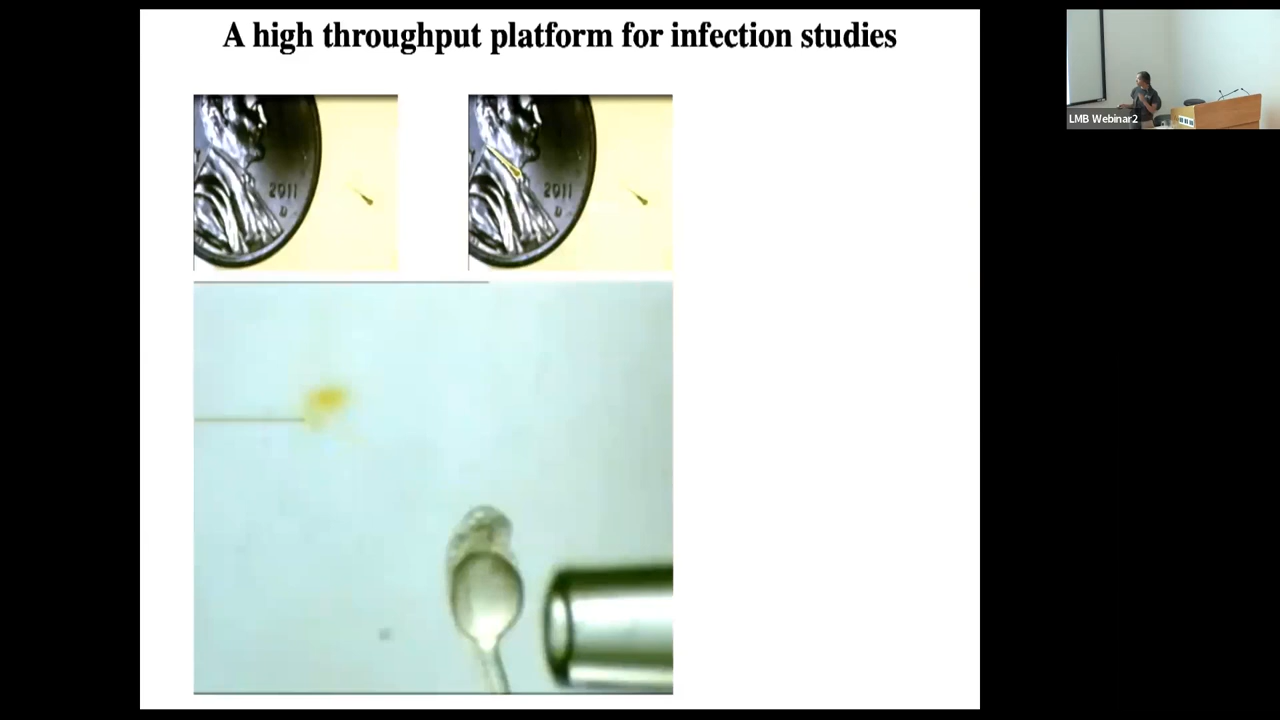 A high throughput platform for infection studies
2011
D
2011
D
LMB Webinar2